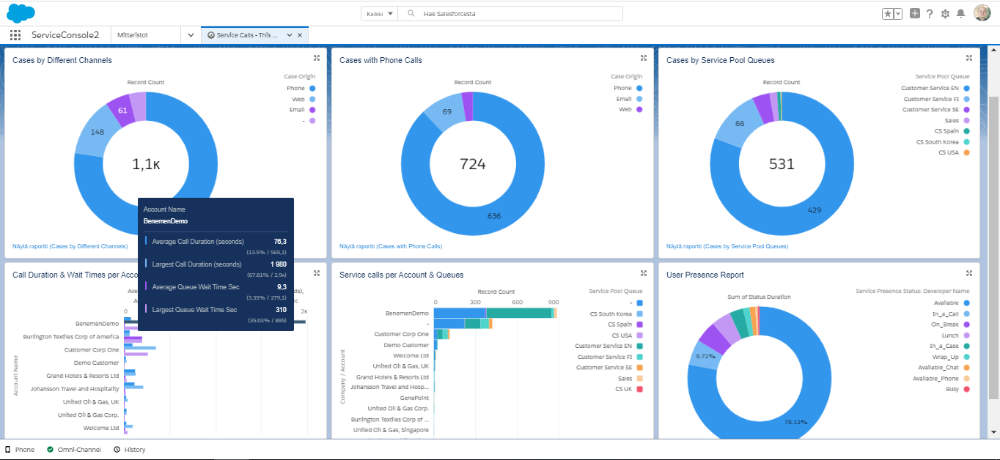 Kaikki
Hae Salesforcesta
ServiceConsole2
Mittaristot
Service Calls - This ...
Cases by Different Channels
Record Count
Case Origin
Phone
Web
Email
-
61
148
1,1K
Näytä raportti (Cases by Different Channels)
Cases with Phone Calls
Record Count
Case Origin
Phone
Email
Web
69
724
636
Näytä raportti (Cases with Phone Calls)
Cases by Service Pool Queues
Record Count
Service Pool Queue
Customer Service EN
Customer Service FI
Customer Service SE
Sales
CS Spain
CS South Korea
CS USA
66
531
429
Näytä raportti (Cases by Service Pool Queues)
Account Name
BenemenDemo
Average Call Duration (seconds) 76,3
(13.5% / 565,1)
Largest Call Duration (seconds) 1 980
(67.81% / 2,9k)
Average Queue Wait Time Sec 9,3
(3.35% / 279,1)
Largest Queue Wait Time Sec 310
(35.03% / 885)
Call Duration & Wait Times per Acco
0
2K
Account Name
BenemenDemo
Burlington Textiles Corp of America
Customer Corp One
Demo Customer
Grand Hotels & Resorts Ltd
Johansson Travel and Hospitality
United Oil & Gas, UK
United Oil & Gas Corp.
Welcome Ltd
Service calls per Account & Queues
Record Count
0 300 600 900
Company / Account
BenemenDemo
-
Customer Corp One
Demo Customer
Welcome Ltd
United Oil & Gas, UK
Grand Hotels & Resorts Ltd
Johansson Travel and Hosp...
GenePoint
United Oil & Gas Corp.
Burlington Textiles Corp of ...
United Oil & Gas, Singapore
Service Pool Queue
-
CS South Korea
CS Spain
CS USA
Customer Service EN
Customer Service FI
Customer Service SE
Sales
CS UK
User Presence Report
Sum of Status Duration
Service Presence Status: Developer Name
Available
In_a_Call
On_Break
Lunch
In_a_Case
Wrap_Up
Available_Chat
Available_Phone
Busy
5.72%
78.13%
Phone
Omni-Channel
History